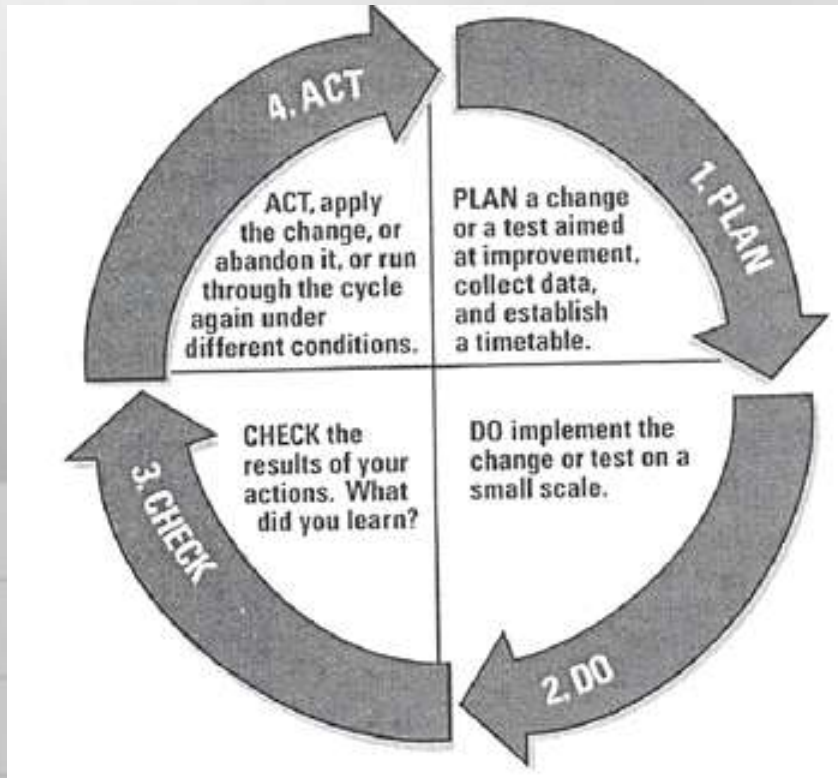 1. PLAN
PLAN a change
or a test aimed
at improvement,
collect data,
and establish
a timetable.
2. DO
DO implement the
change or test on a
small scale.
3. CHECK
CHECK the
results of your
actions. What
did you learn?
4. ACT
ACT, apply
the change, or
abandon it, or run
through the cycle
again under
different conditions.